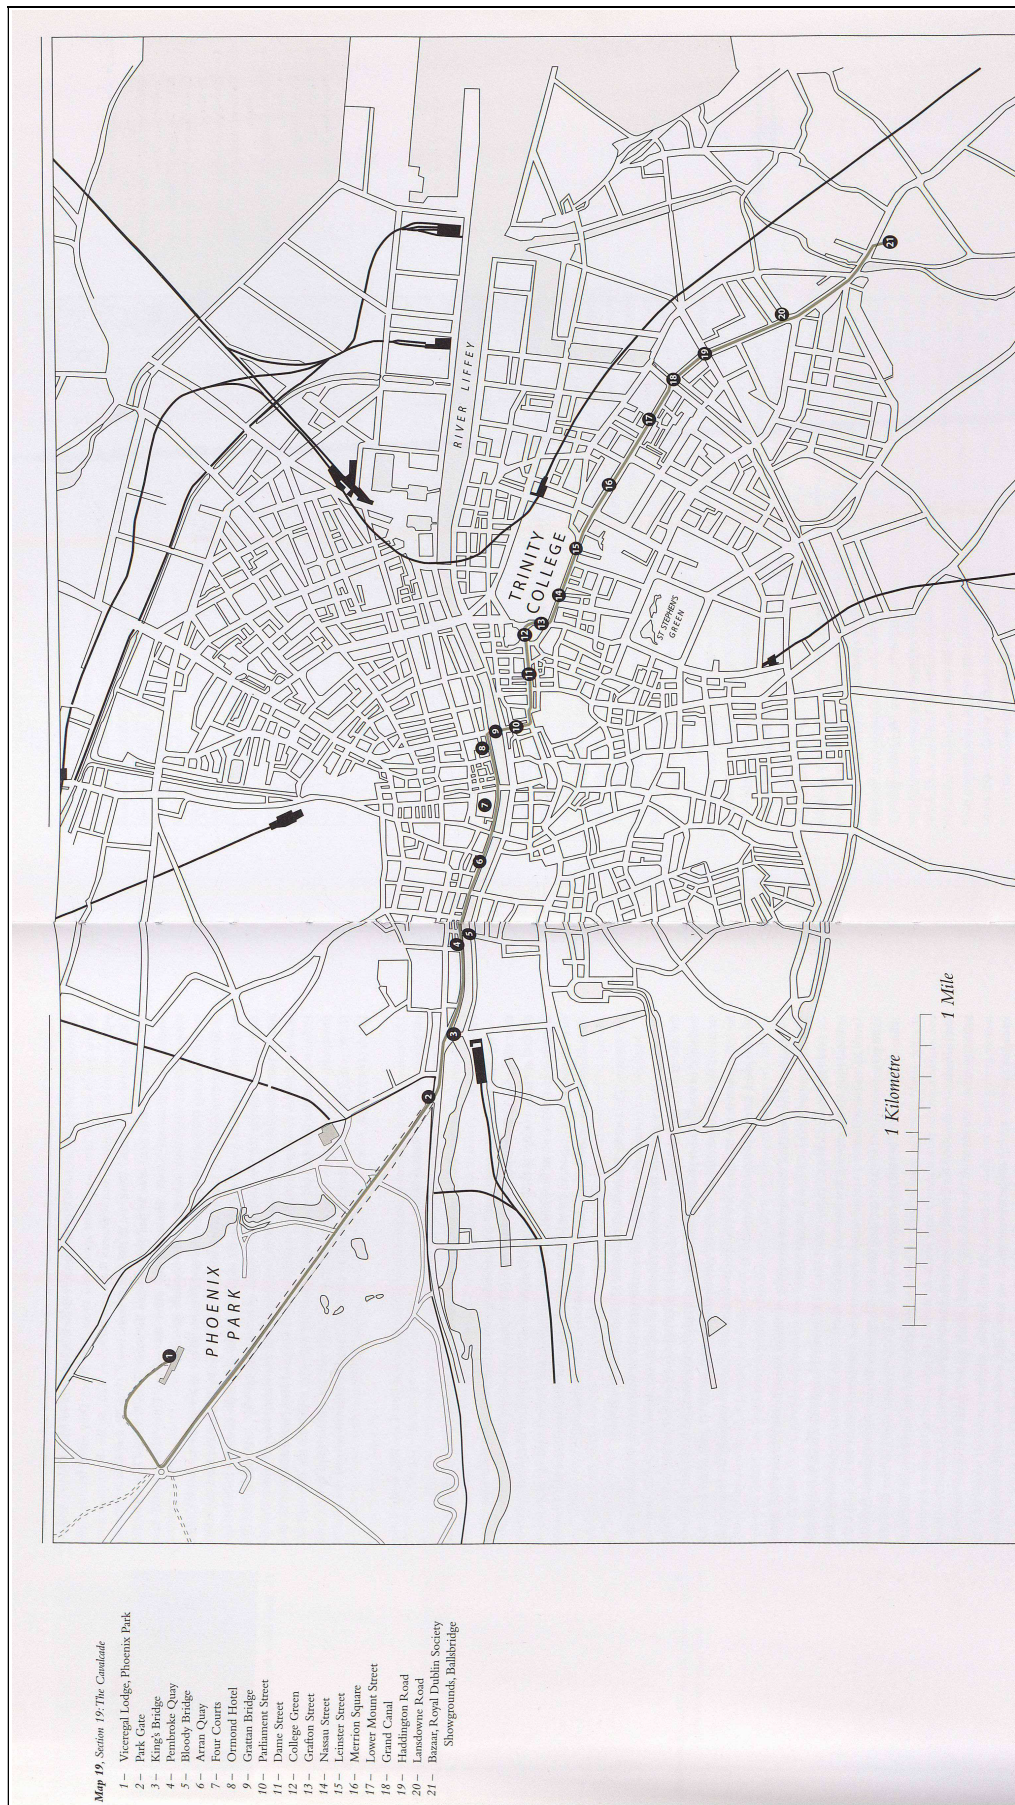 Map 19, Section 19: The Cavalcade
1 – Viceregal Lodge, Phoenix Park
2 – Park Gate
3 – King's Bridge
4 – Pembroke Quay
5 – Bloody Bridge
6 – Arran Quay
7 – Four Courts
8 – Ormond Hotel
9 – Grattan Bridge
10 – Parliament Street
11 – Dame Street
12 – College Green
13 – Grafton Street
14 – Nassau Street
15 – Leinster Street
16 – Merrion Square
17 – Lower Mount Street
18 – Grand Canal
19 – Haddington Road
20 – Lansdowne Road
21 – Bazaar, Royal Dublin Society
Showgrounds, Ballsbridge
PHOENIX
PARK
1
2
3
4
5
6
7
8
9
10
11
12
13
14
15
16
17
18
19
20
21
RIVER LIFFEY
TRINITY
COLLEGE
ST STEPHEN'S
GREEN
1 Kilometre
1 Mile